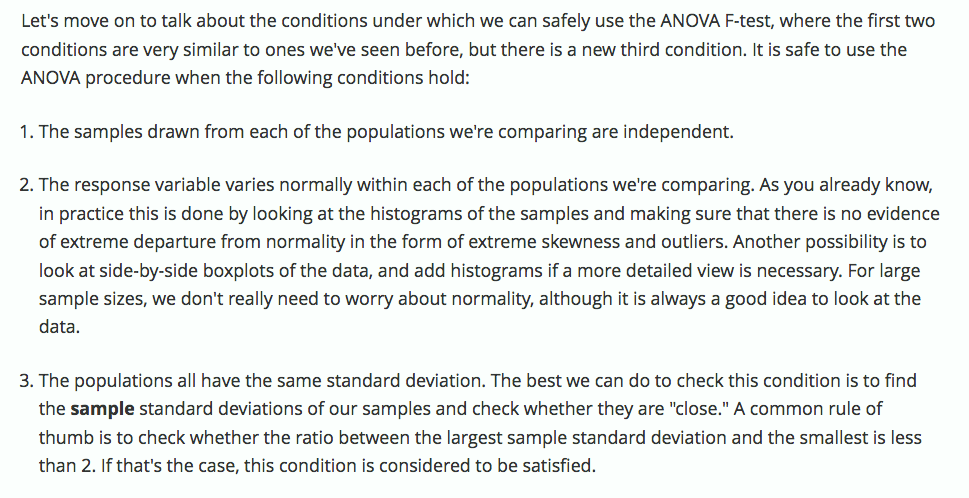 Let's move on to talk about the conditions under which we can safely use the ANOVA F-test, where the first two
conditions are very similar to ones we've seen before, but there is a new third condition. It is safe to use the
ANOVA procedure when the following conditions hold:
1. The samples drawn from each of the populations we're comparing are independent.
2. The response variable varies normally within each of the populations we're comparing. As you already know,
in practice this is done by looking at the histograms of the samples and making sure that there is no evidence
of extreme departure from normality in the form of extreme skewness and outliers. Another possibility is to
look at side-by-side boxplots of the data, and add histograms if a more detailed view is necessary. For large
sample sizes, we don't really need to worry about normality, although it is always a good idea to look at the
data.
3. The populations all have the same standard deviation. The best we can do to check this condition is to find
the sample standard deviations of our samples and check whether they are "close." A common rule of
thumb is to check whether the ratio between the largest sample standard deviation and the smallest is less
than 2. If that's the case, this condition is considered to be satisfied.